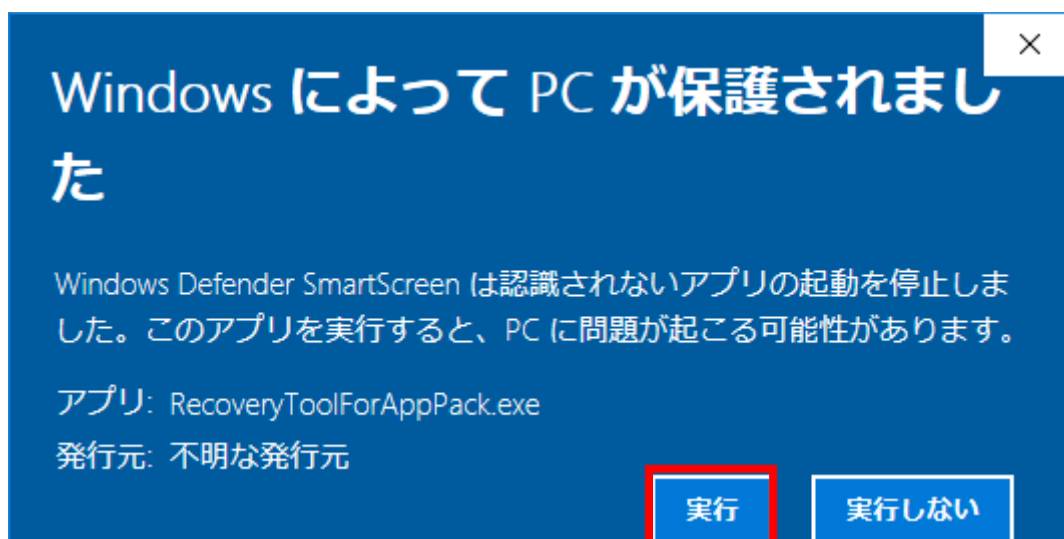 Windows によって PC が保護されまし
た
Windows Defender SmartScreen は認識されないアプリの起動を停止しま
した。このアプリを実行すると、PC に問題が起こる可能性があります。
アプリ: RecoveryToolForAppPack.exe
発行元: 不明な発行元
実行 実行しない